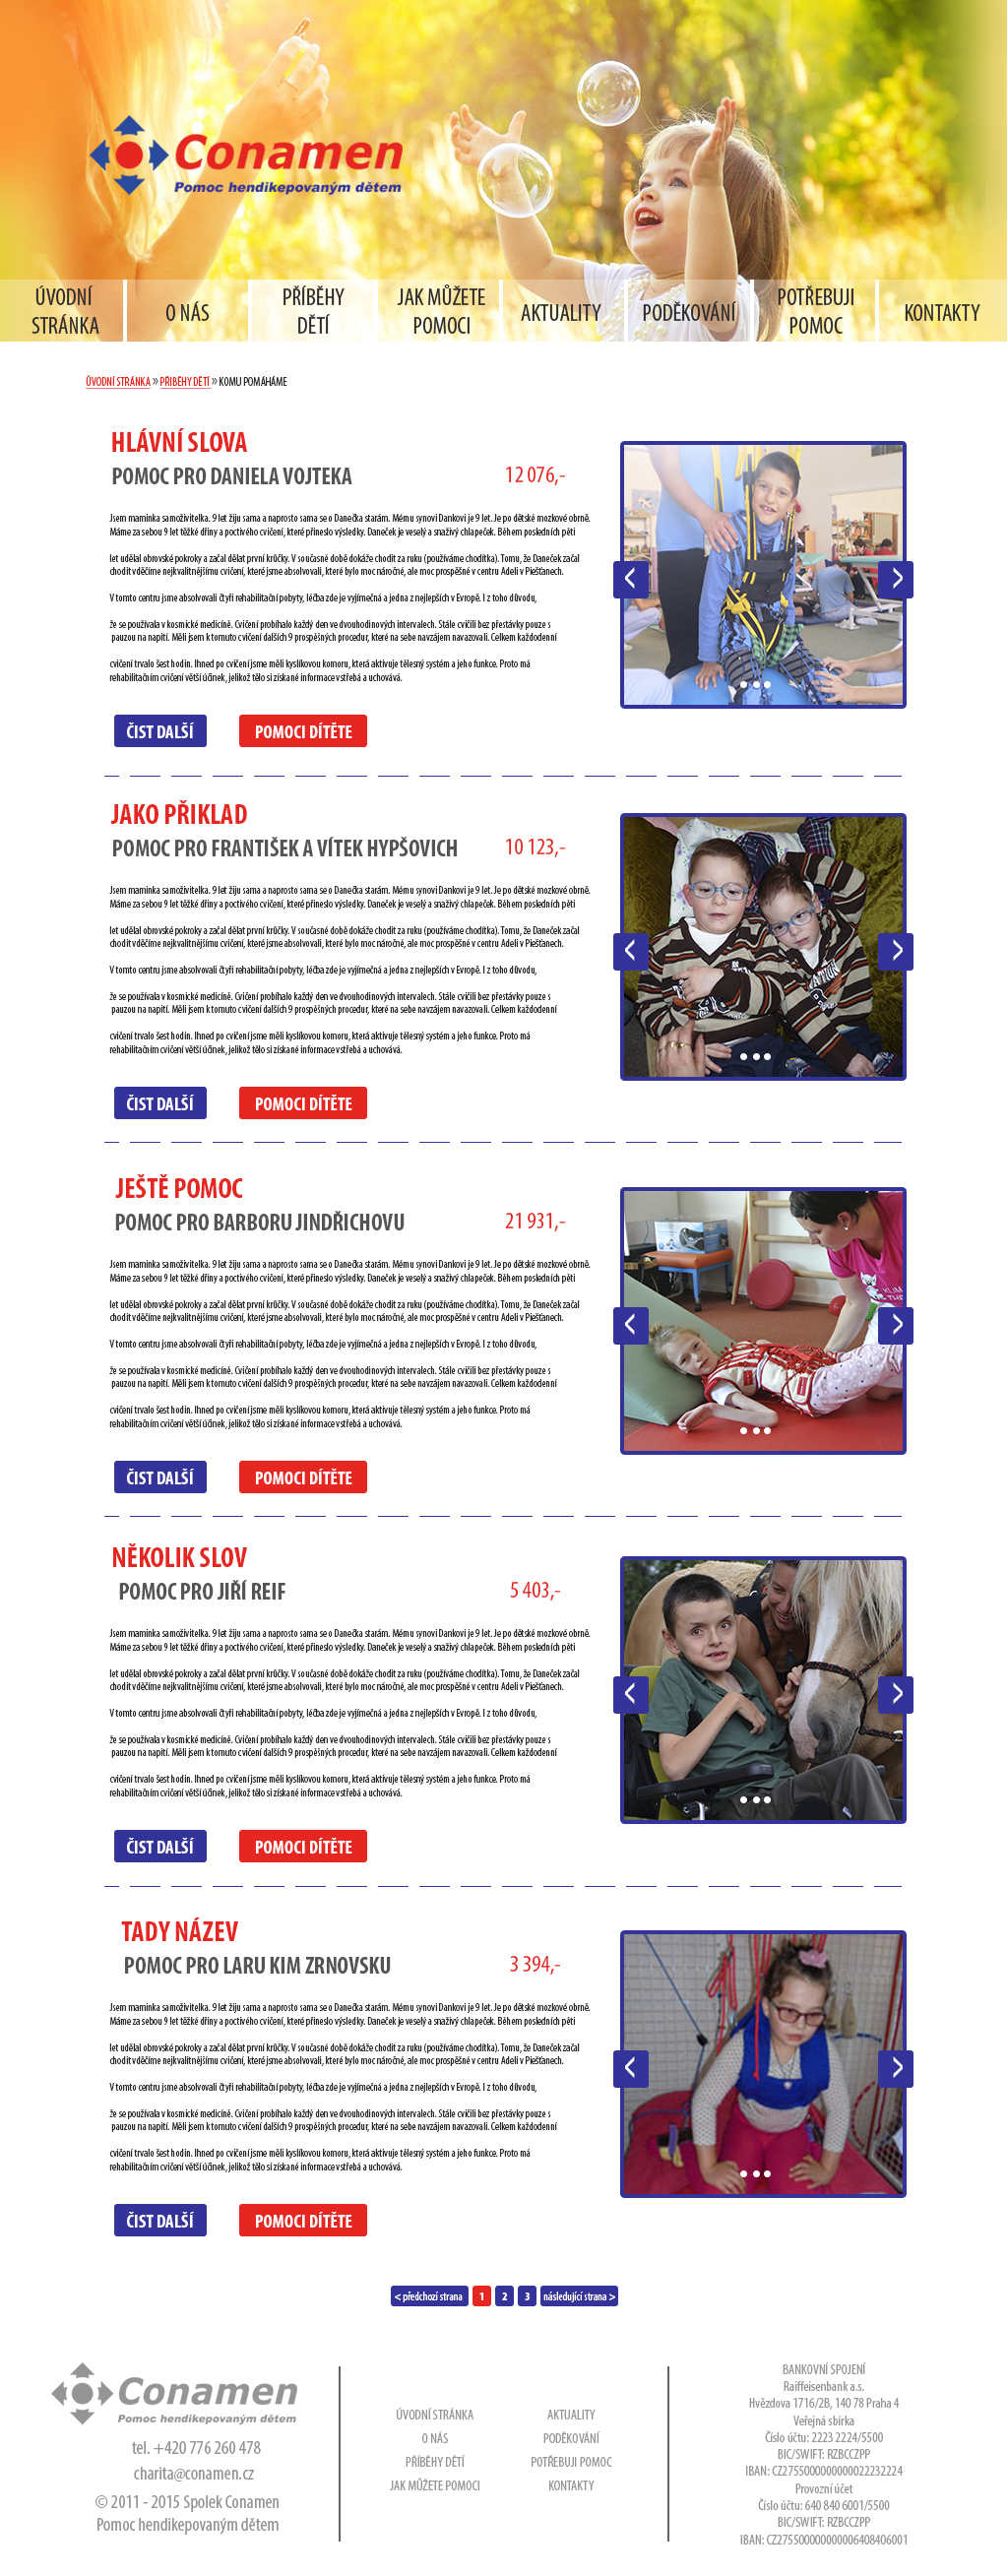 Conamen
Pomoc hendikepovaným dětem
ÚVODNÍ STRÁNKA
O NÁS
PŘÍBĚHY DĚTÍ
JAK MŮŽETE POMOCI
AKTUALITY
PODĚKOVÁNÍ
POTŘEBUJI POMOC
KONTAKTY
ÚVODNÍ STRÁNKA » PŘIBĚHY DĚTÍ » KOMU POMÁHÁME
HLÁVNÍ SLOVA
POMOC PRO DANIELA VOJTEKA 12 076,-
Jsem maminka samoživitelka. 9 let žiju sama a naprosto sama se o Danečka starám. Mému synovi Dankovi je 9 let. Je po dětské mozkové obrně.
Máme za sebou 9 let těžké dřiny a poctivého cvičení, které přineslo výsledky. Daneček je veselý a snaživý chlapeček. Během posledních pěti
let udělal obrovské pokroky a začal dělat první krůčky. V současné době dokáže chodit za ruku (používáme chodítka). Tomu, že Daneček začal
chodit vděčíme nejkvalitnějšímu cvičení, které jsme absolvovali, které bylo moc náročné, ale moc prospěšné v centru Adeli v Piešťanech.
V tomto centru jsme absolvovali čtyři rehabilitační pobyty, léčba zde je vyjímečná a jedna z nejlepších v Evropě. I z toho důvodu,
že se používala v kosmické medicíně. Cvičení probíhalo každý den ve dvouhodinových intervalech. Stále cvičili bez přestávky pouze s
pauzou na napití. Měli jsem k tomuto cvičení dalších 9 prospěšných procedur, které na sebe navzájem navazovali. Celkem každodenní
cvičení trvalo šest hodin. Ihned po cvičení jsme měli kyslíkovou komoru, která aktivuje tělesný systém a jeho funkce. Proto má
rehabilitačním cvičení větší účinek, jelikož tělo si získané informace vstřebá a uchovává.
ČIST DALŠÍ POMOCI DÍTĚTE
JAKO PŘIKLAD
POMOC PRO FRANTIŠEK A VÍTEK HYPŠOVICH 10 123,-
Jsem maminka samoživitelka. 9 let žiju sama a naprosto sama se o Danečka starám. Mému synovi Dankovi je 9 let. Je po dětské mozkové obrně.
Máme za sebou 9 let těžké dřiny a poctivého cvičení, které přineslo výsledky. Daneček je veselý a snaživý chlapeček. Během posledních pěti
let udělal obrovské pokroky a začal dělat první krůčky. V současné době dokáže chodit za ruku (používáme chodítka). Tomu, že Daneček začal
chodit vděčíme nejkvalitnějšímu cvičení, které jsme absolvovali, které bylo moc náročné, ale moc prospěšné v centru Adeli v Piešťanech.
V tomto centru jsme absolvovali čtyři rehabilitační pobyty, léčba zde je vyjímečná a jedna z nejlepších v Evropě. I z toho důvodu,
že se používala v kosmické medicíně. Cvičení probíhalo každý den ve dvouhodinových intervalech. Stále cvičili bez přestávky pouze s
pauzou na napití. Měli jsem k tomuto cvičení dalších 9 prospěšných procedur, které na sebe navzájem navazovali. Celkem každodenní
cvičení trvalo šest hodin. Ihned po cvičení jsme měli kyslíkovou komoru, která aktivuje tělesný systém a jeho funkce. Proto má
rehabilitačním cvičení větší účinek, jelikož tělo si získané informace vstřebá a uchovává.
ČIST DALŠÍ POMOCI DÍTĚTE
JEŠTĚ POMOC
POMOC PRO BARBORU JINDŘICHOVU 21 931,-
Jsem maminka samoživitelka. 9 let žiju sama a naprosto sama se o Danečka starám. Mému synovi Dankovi je 9 let. Je po dětské mozkové obrně.
Máme za sebou 9 let těžké dřiny a poctivého cvičení, které přineslo výsledky. Daneček je veselý a snaživý chlapeček. Během posledních pěti
let udělal obrovské pokroky a začal dělat první krůčky. V současné době dokáže chodit za ruku (používáme chodítka). Tomu, že Daneček začal
chodit vděčíme nejkvalitnějšímu cvičení, které jsme absolvovali, které bylo moc náročné, ale moc prospěšné v centru Adeli v Piešťanech.
V tomto centru jsme absolvovali čtyři rehabilitační pobyty, léčba zde je vyjímečná a jedna z nejlepších v Evropě. I z toho důvodu,
že se používala v kosmické medicíně. Cvičení probíhalo každý den ve dvouhodinových intervalech. Stále cvičili bez přestávky pouze s
pauzou na napití. Měli jsem k tomuto cvičení dalších 9 prospěšných procedur, které na sebe navzájem navazovali. Celkem každodenní
cvičení trvalo šest hodin. Ihned po cvičení jsme měli kyslíkovou komoru, která aktivuje tělesný systém a jeho funkce. Proto má
rehabilitačním cvičení větší účinek, jelikož tělo si získané informace vstřebá a uchovává.
ČIST DALŠÍ POMOCI DÍTĚTE
NĚKOLIK SLOV
POMOC PRO JIŘÍ REIF 5 403,-
Jsem maminka samoživitelka. 9 let žiju sama a naprosto sama se o Danečka starám. Mému synovi Dankovi je 9 let. Je po dětské mozkové obrně.
Máme za sebou 9 let těžké dřiny a poctivého cvičení, které přineslo výsledky. Daneček je veselý a snaživý chlapeček. Během posledních pěti
let udělal obrovské pokroky a začal dělat první krůčky. V současné době dokáže chodit za ruku (používáme chodítka). Tomu, že Daneček začal
chodit vděčíme nejkvalitnějšímu cvičení, které jsme absolvovali, které bylo moc náročné, ale moc prospěšné v centru Adeli v Piešťanech.
V tomto centru jsme absolvovali čtyři rehabilitační pobyty, léčba zde je vyjímečná a jedna z nejlepších v Evropě. I z toho důvodu,
že se používala v kosmické medicíně. Cvičení probíhalo každý den ve dvouhodinových intervalech. Stále cvičili bez přestávky pouze s
pauzou na napití. Měli jsem k tomuto cvičení dalších 9 prospěšných procedur, které na sebe navzájem navazovali. Celkem každodenní
cvičení trvalo šest hodin. Ihned po cvičení jsme měli kyslíkovou komoru, která aktivuje tělesný systém a jeho funkce. Proto má
rehabilitačním cvičení větší účinek, jelikož tělo si získané informace vstřebá a uchovává.
ČIST DALŠÍ POMOCI DÍTĚTE
TADY NÁZEV
POMOC PRO LARU KIM ZRNOVSKU 3 394,-
Jsem maminka samoživitelka. 9 let žiju sama a naprosto sama se o Danečka starám. Mému synovi Dankovi je 9 let. Je po dětské mozkové obrně.
Máme za sebou 9 let těžké dřiny a poctivého cvičení, které přineslo výsledky. Daneček je veselý a snaživý chlapeček. Během posledních pěti
let udělal obrovské pokroky a začal dělat první krůčky. V současné době dokáže chodit za ruku (používáme chodítka). Tomu, že Daneček začal
chodit vděčíme nejkvalitnějšímu cvičení, které jsme absolvovali, které bylo moc náročné, ale moc prospěšné v centru Adeli v Piešťanech.
V tomto centru jsme absolvovali čtyři rehabilitační pobyty, léčba zde je vyjímečná a jedna z nejlepších v Evropě. I z toho důvodu,
že se používala v kosmické medicíně. Cvičení probíhalo každý den ve dvouhodinových intervalech. Stále cvičili bez přestávky pouze s
pauzou na napití. Měli jsem k tomuto cvičení dalších 9 prospěšných procedur, které na sebe navzájem navazovali. Celkem každodenní
cvičení trvalo šest hodin. Ihned po cvičení jsme měli kyslíkovou komoru, která aktivuje tělesný systém a jeho funkce. Proto má
rehabilitačním cvičení větší účinek, jelikož tělo si získané informace vstřebá a uchovává.
ČIST DALŠÍ POMOCI DÍTĚTE
< předchozí strana 1 2 3 následující strana >
Conamen
Pomoc hendikepovaným dětem
tel. +420 776 260 478
charita@conamen.cz
© 2011 - 2015 Spolek Conamen
Pomoc hendikepovaným dětem
ÚVODNÍ STRÁNKA
O NÁS
PŘÍBĚHY DĚTÍ
JAK MŮŽETE POMOCI
AKTUALITY
PODĚKOVÁNÍ
POTŘEBUJI POMOC
KONTAKTY
BANKOVNÍ SPOJENÍ
Raiffeisenbank a.s.
Hvězdova 1716/2B, 140 78 Praha 4
Veřejná sbírka
Číslo účtu: 2223 2224/5500
BIC/SWIFT: RZBCCZPP
IBAN: CZ2755000000000022232224
Provozní účet
Číslo účtu: 640 840 6001/5500
BIC/SWIFT: RZBCCZPP
IBAN: CZ2755000000000006408406001